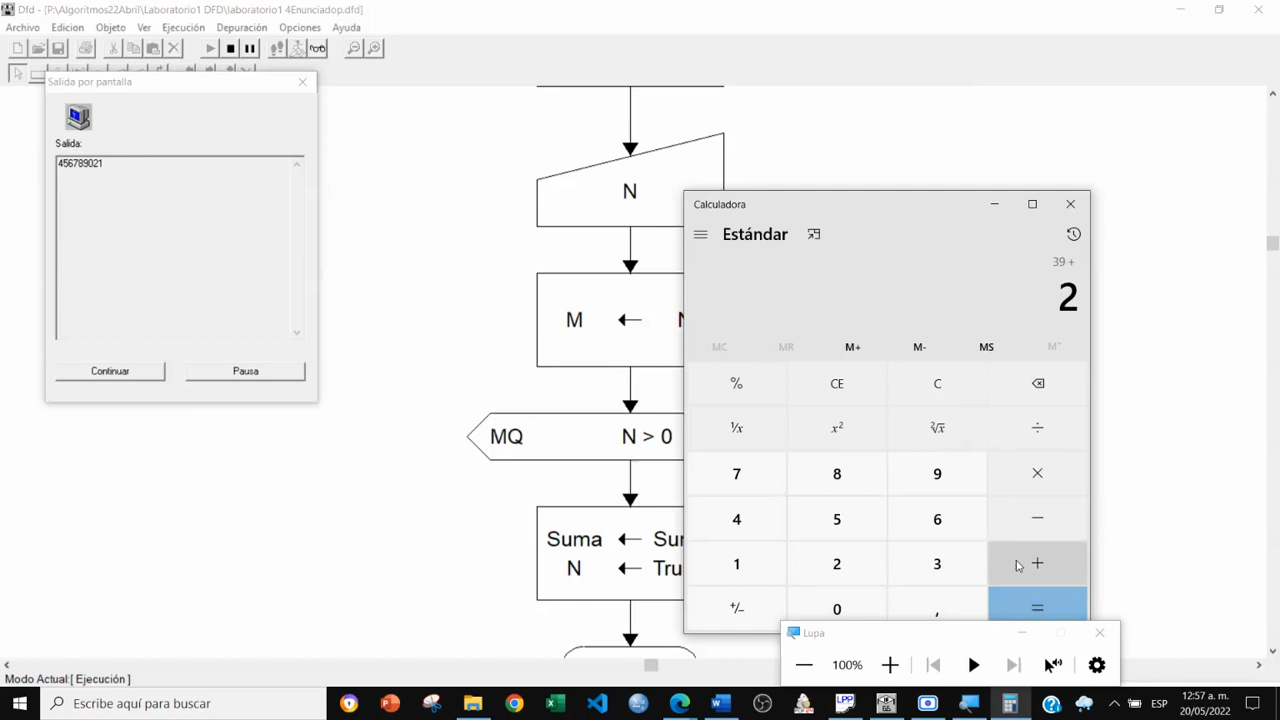 Dfd - [P:\Algoritmos22Abril\Laboratorio1 DFD\laboratorio1 4Enunciadop.dfd]
Archivo Edicion Objeto Ver Ejecución Depuración Opciones Ayuda
Salida por pantalla
Salida:
456789021
Continuar Pausa
N
M ←
MQ N > 0
Suma ← Sur
N ← Tru
Calculadora
Estándar
39 +
2
MC MR M+ M- MS M˅
% CE C
¹/x x² ²√x ÷
7 8 9 ×
4 5 6 −
1 2 3 +
+/− 0 , =
Lupa
− 100% +
Modo Actual:[ Ejecución ]
Escribe aquí para buscar
LPP
ESP
12:57 a. m.
20/05/2022